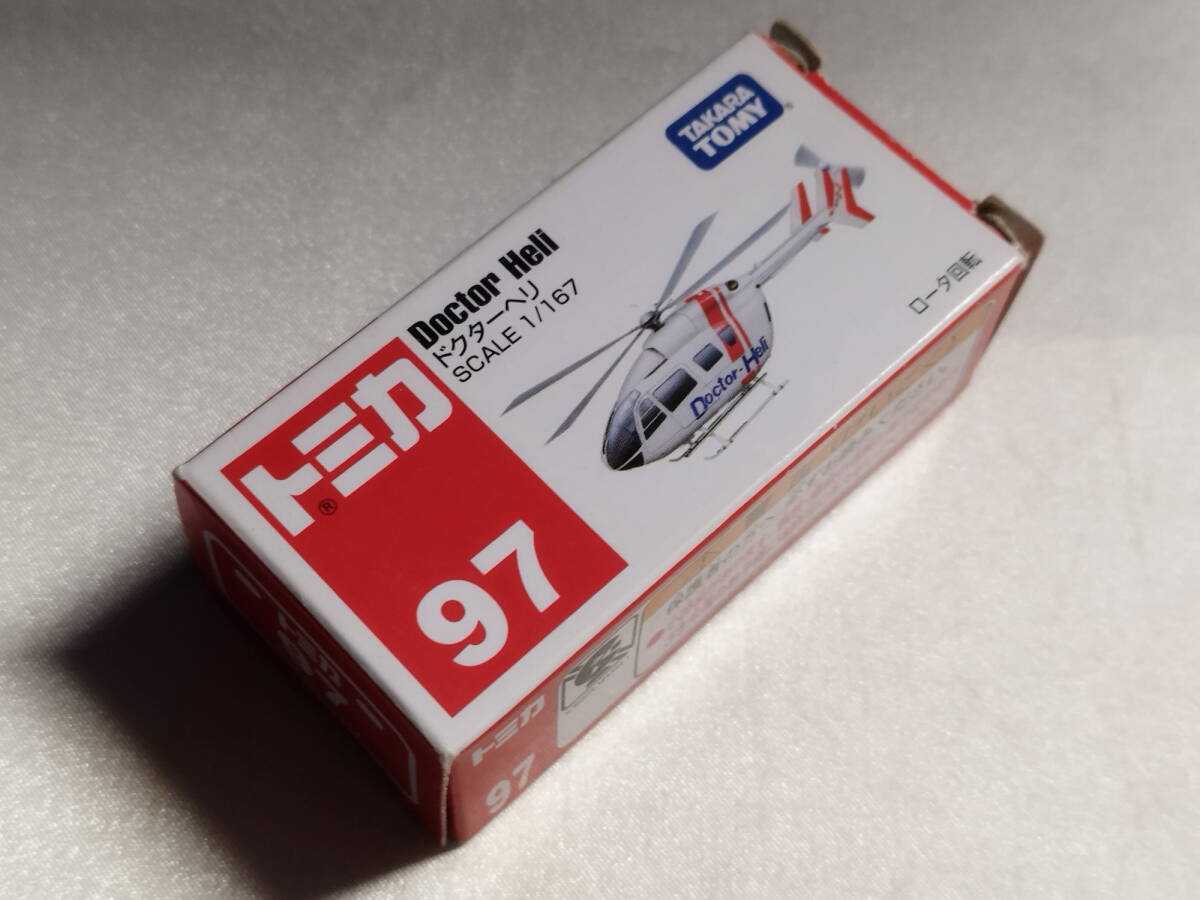 TAKARA
TOMY
Doctor Heli
ドクターヘリ
SCALE 1/167
Doctor-Heli
ロータ回転
トミカ®
97
トミカ
97